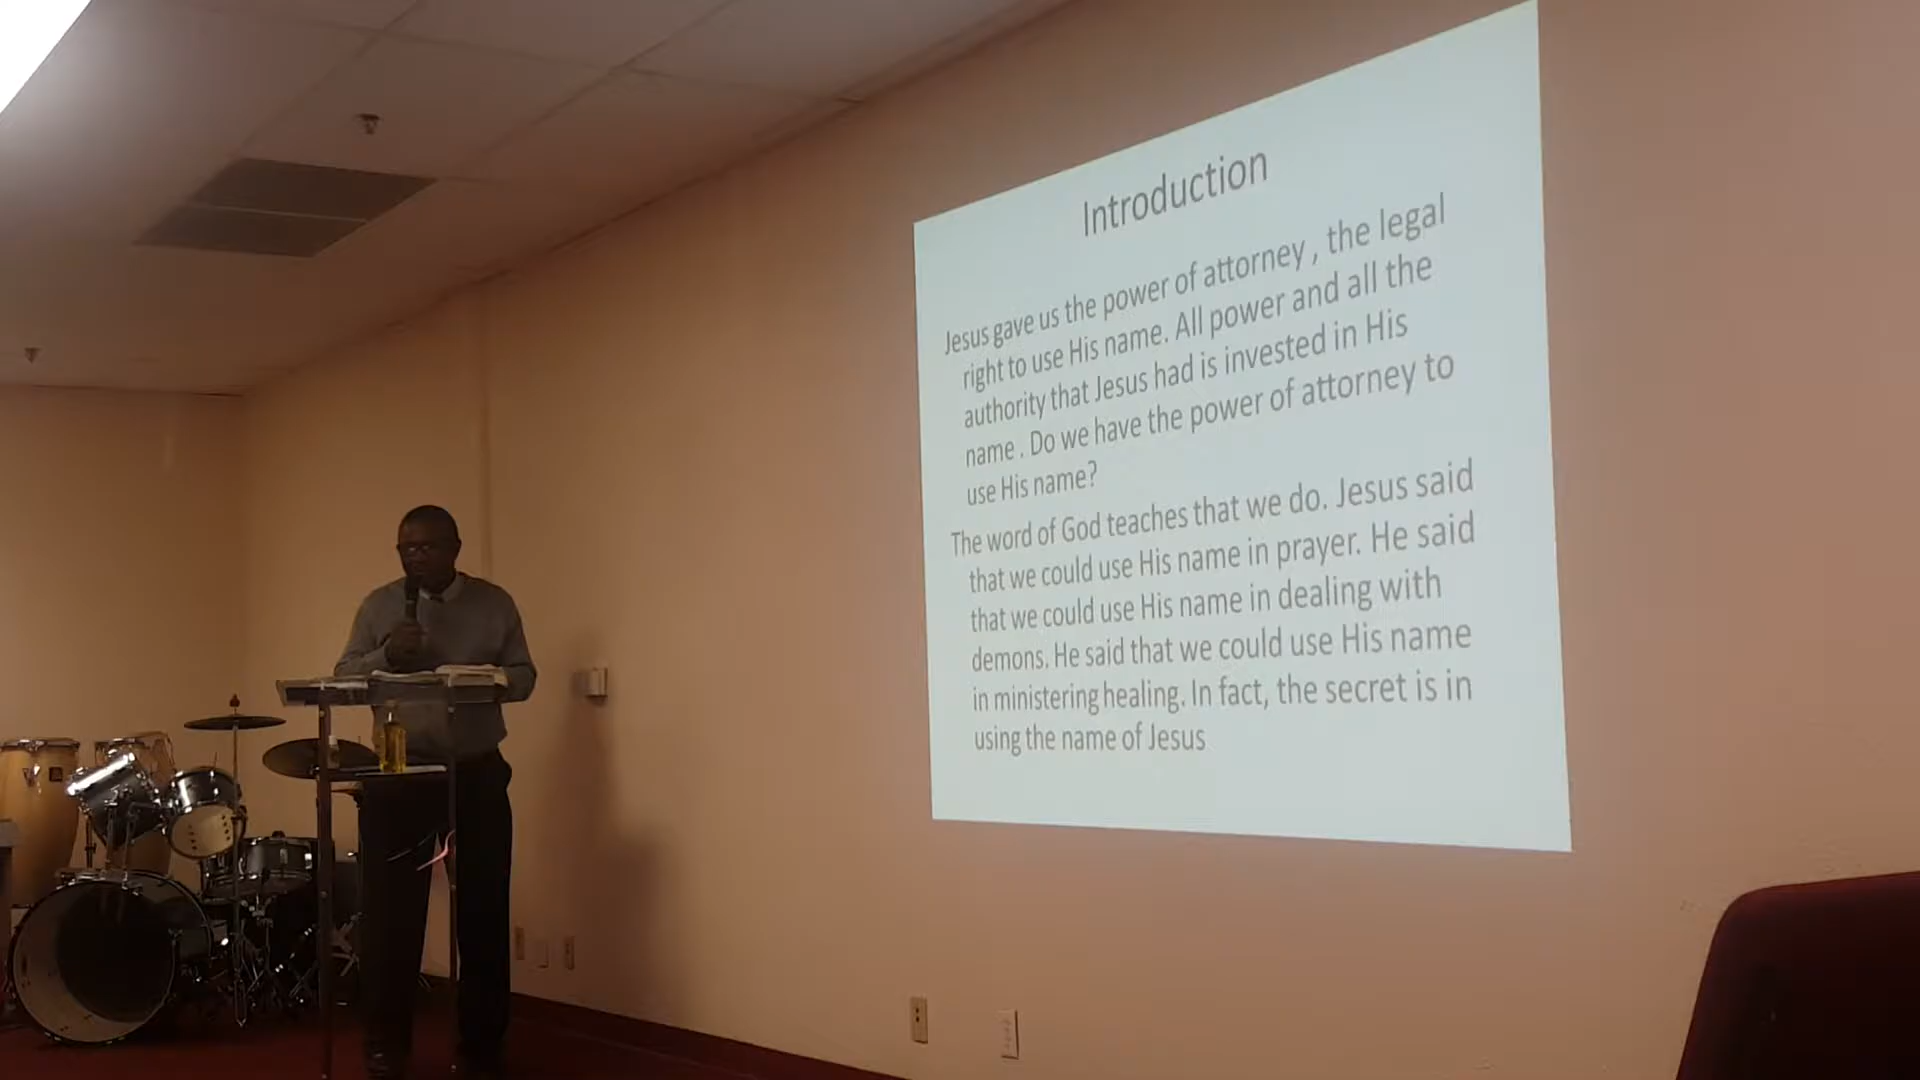 Introduction
Jesus gave us the power of attorney , the legal
right to use His name. All power and all the
authority that Jesus had is invested in His
name . Do we have the power of attorney to
use His name?
The word of God teaches that we do. Jesus said
that we could use His name in prayer. He said
that we could use His name in dealing with
demons. He said that we could use His name
in ministering healing. In fact, the secret is in
using the name of Jesus